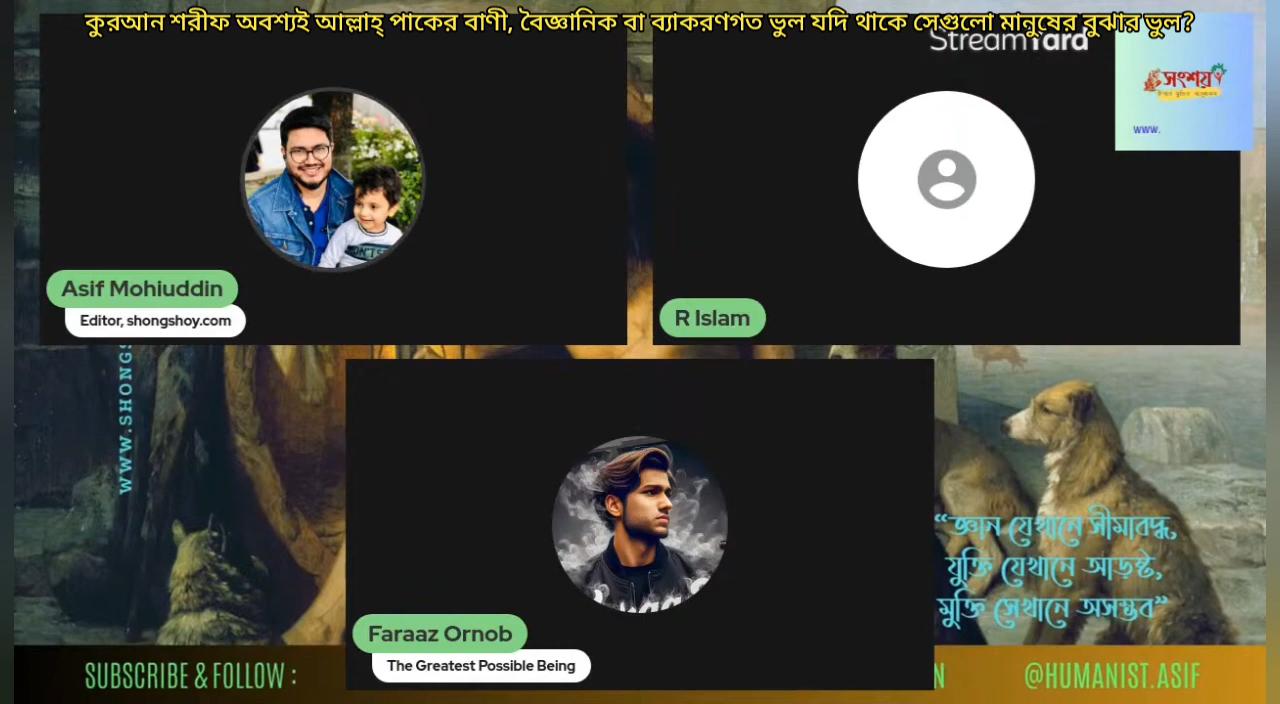 কুরআন শরীফ অবশ্যই আল্লাহ্ পাকের বাণী, বৈজ্ঞানিক বা ব্যাকরণগত ভুল যদি থাকে সেগুলো মানুষের বুঝার ভুল?
StreamYard
সংশয়
www.
Asif Mohiuddin
Editor, shongshoy.com
R Islam
WWW.SHONGS
“জ্ঞান যেখানে সীমাবদ্ধ,
যুক্তি যেখানে আড়ষ্ট,
মুক্তি সেখানে অসম্ভব”
Faraaz Ornob
The Greatest Possible Being
SUBSCRIBE & FOLLOW :
N
@HUMANIST.ASIF